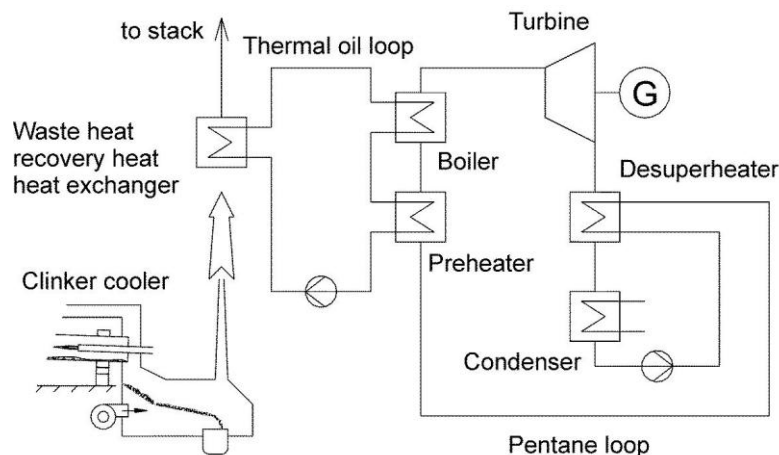 to stack
Thermal oil loop
Turbine
G
Waste heat
recovery heat
heat exchanger
Boiler
Desuperheater
Preheater
Clinker cooler
Condenser
Pentane loop